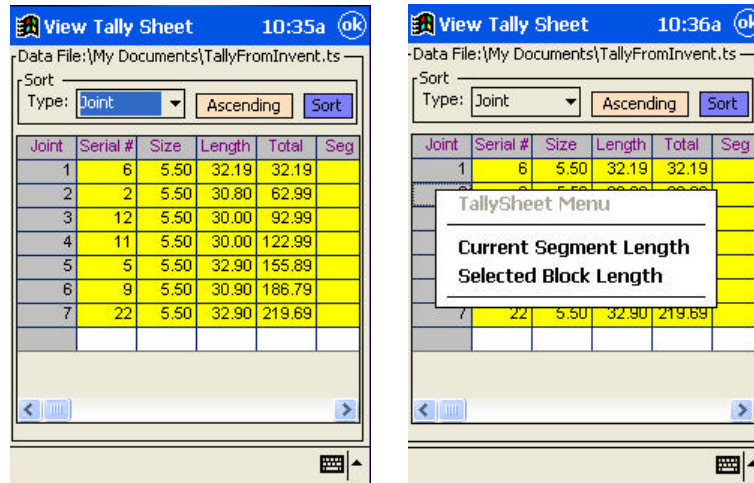 View Tally Sheet 10:35a ok
Data File:\My Documents\TallyFromInvent.ts
Sort
Type: Joint Ascending Sort
Joint Serial # Size Length Total Seg
1 6 5.50 32.19 32.19
2 2 5.50 30.80 62.99
3 12 5.50 30.00 92.99
4 11 5.50 30.00 122.99
5 5 5.50 32.90 155.89
6 9 5.50 30.90 186.79
7 22 5.50 32.90 219.69
View Tally Sheet 10:36a ok
Data File:\My Documents\TallyFromInvent.ts
Sort
Type: Joint Ascending Sort
Joint Serial # Size Length Total Seg
1 6 5.50 32.19 32.19
TallySheet Menu
Current Segment Length
Selected Block Length
7 22 5.50 32.90 219.69